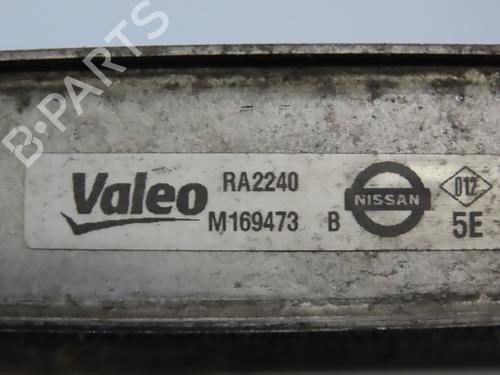 B-PARTS
Valeo RA2240 NISSAN 012
M169473 B 5E